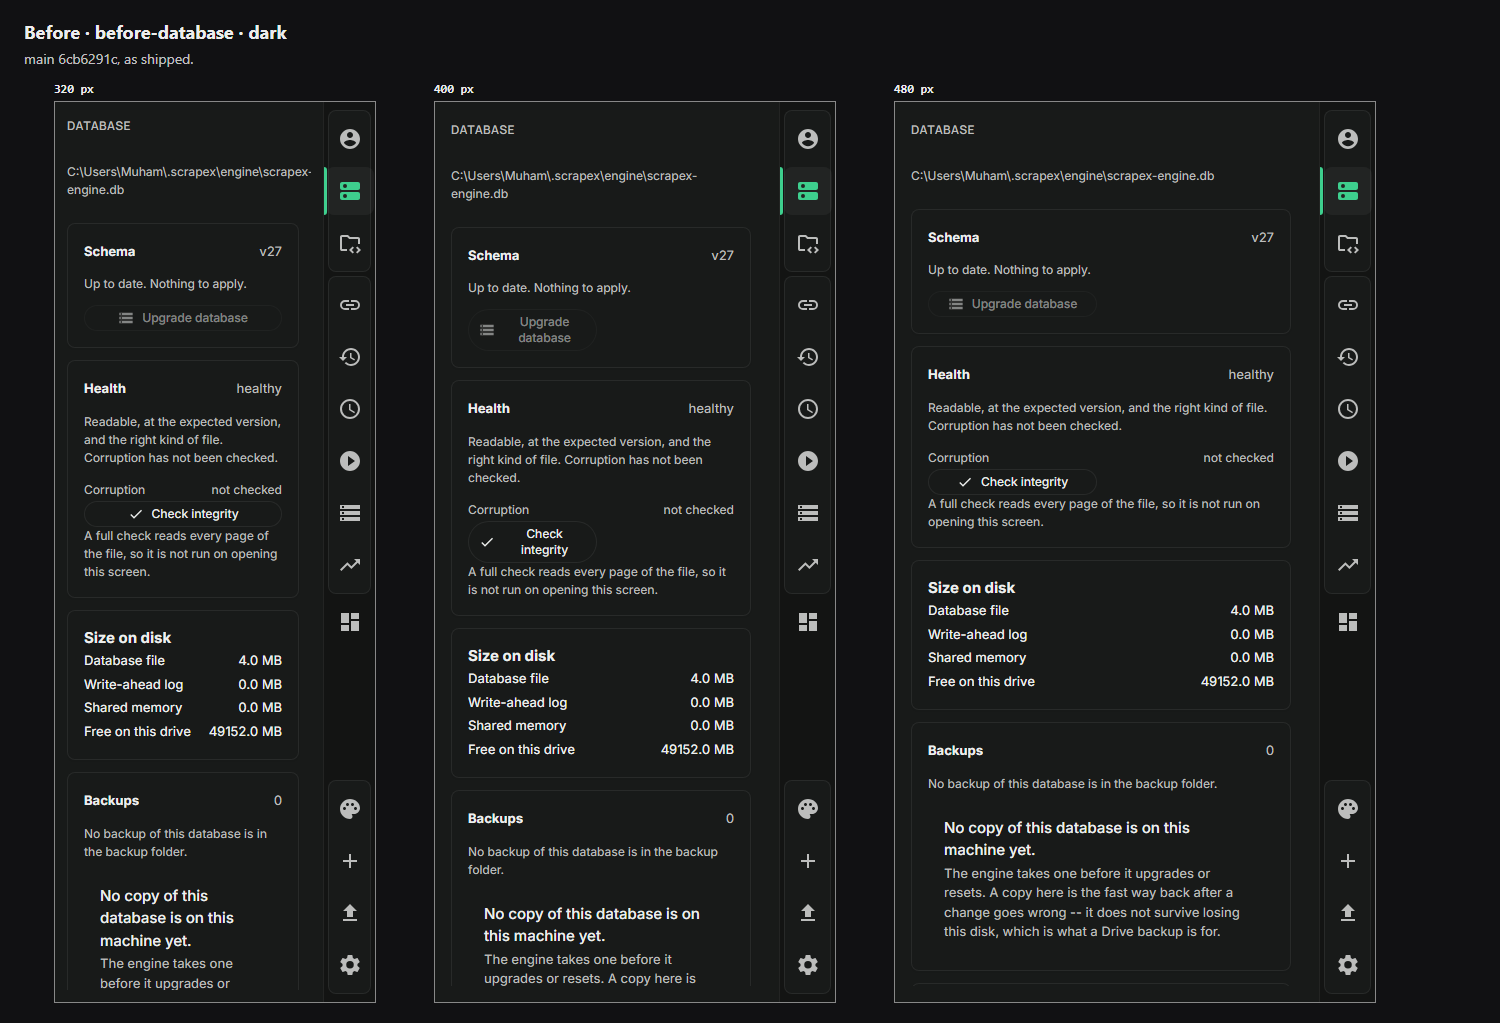 Before · before-database · dark
main 6cb6291c, as shipped.
320 px
DATABASE
C:\Users\Muham\.scrapex\engine\scrapex-
engine.db
Schema v27
Up to date. Nothing to apply.
Upgrade database
Health healthy
Readable, at the expected version,
and the right kind of file.
Corruption has not been checked.
Corruption not checked
Check integrity
A full check reads every page of
the file, so it is not run on opening
this screen.
Size on disk
Database file 4.0 MB
Write-ahead log 0.0 MB
Shared memory 0.0 MB
Free on this drive 49152.0 MB
Backups 0
No backup of this database is in
the backup folder.
No copy of this
database is on this
machine yet.
The engine takes one
before it upgrades or
400 px
DATABASE
C:\Users\Muham\.scrapex\engine\scrapex-
engine.db
Schema v27
Up to date. Nothing to apply.
Upgrade
database
Health healthy
Readable, at the expected version, and the
right kind of file. Corruption has not been
checked.
Corruption not checked
Check
integrity
A full check reads every page of the file, so it
is not run on opening this screen.
Size on disk
Database file 4.0 MB
Write-ahead log 0.0 MB
Shared memory 0.0 MB
Free on this drive 49152.0 MB
Backups 0
No backup of this database is in the backup
folder.
No copy of this database is on
this machine yet.
The engine takes one before it
upgrades or resets. A copy here is
480 px
DATABASE
C:\Users\Muham\.scrapex\engine\scrapex-engine.db
Schema v27
Up to date. Nothing to apply.
Upgrade database
Health healthy
Readable, at the expected version, and the right kind of file.
Corruption has not been checked.
Corruption not checked
Check integrity
A full check reads every page of the file, so it is not run on
opening this screen.
Size on disk
Database file 4.0 MB
Write-ahead log 0.0 MB
Shared memory 0.0 MB
Free on this drive 49152.0 MB
Backups 0
No backup of this database is in the backup folder.
No copy of this database is on this
machine yet.
The engine takes one before it upgrades or
resets. A copy here is the fast way back after a
change goes wrong -- it does not survive losing
this disk, which is what a Drive backup is for.